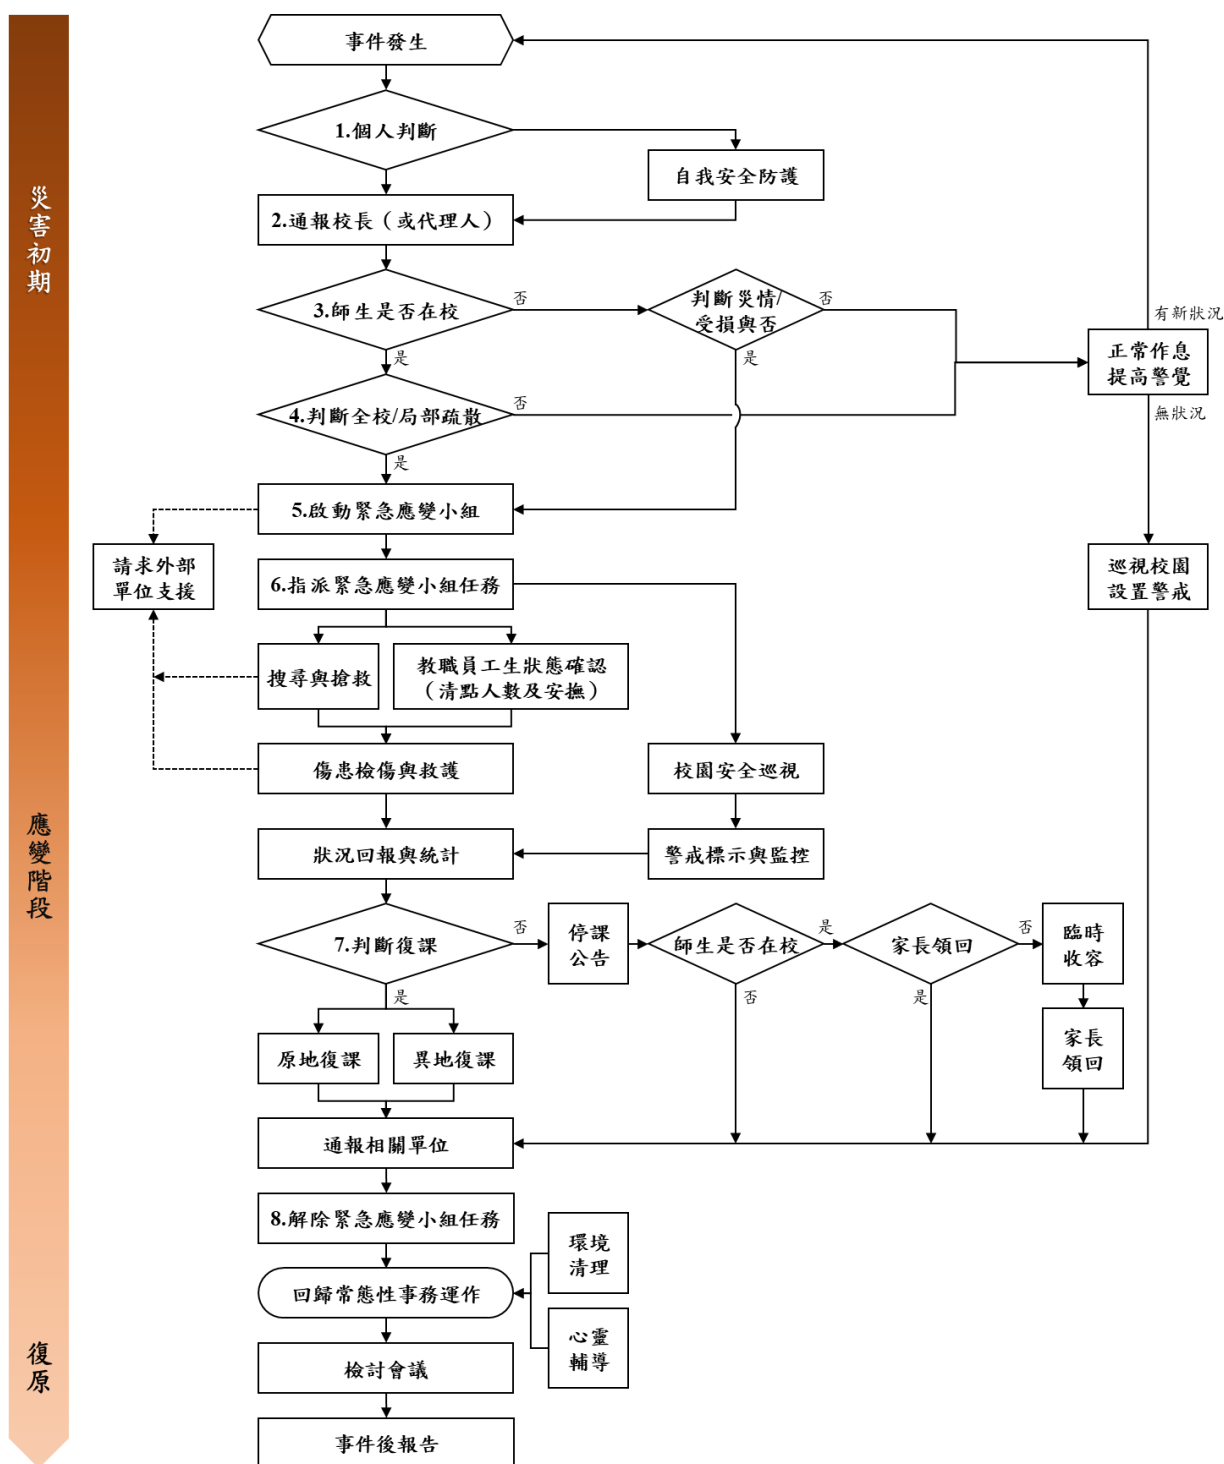 災害初期
應變階段
復原
事件發生
1.個人判斷
自我安全防護
2.通報校長（或代理人）
3.師生是否在校
否
判斷災情/
受損與否
否
有新狀況
正常作息
提高警覺
是
是
4.判斷全校/局部疏散
否
無狀況
是
5.啟動緊急應變小組
請求外部
單位支援
6.指派緊急應變小組任務
巡視校園
設置警戒
搜尋與搶救
教職員工生狀態確認
（清點人數及安撫）
傷患檢傷與救護
校園安全巡視
狀況回報與統計
警戒標示與監控
7.判斷復課
否
停課
公告
師生是否在校
是
家長領回
否
臨時
收容
是
否
是
原地復課
異地復課
家長
領回
通報相關單位
8.解除緊急應變小組任務
環境
清理
回歸常態性事務運作
心靈
輔導
檢討會議
事件後報告